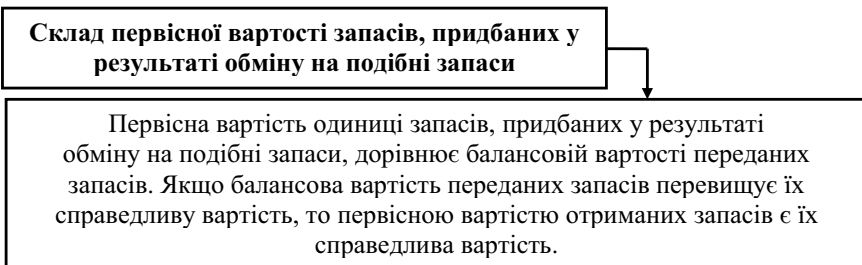 Склад первісної вартості запасів, придбаних у
результаті обміну на подібні запаси
Первісна вартість одиниці запасів, придбаних у результаті
обміну на подібні запаси, дорівнює балансовій вартості переданих
запасів. Якщо балансова вартість переданих запасів перевищує їх
справедливу вартість, то первісною вартістю отриманих запасів є їх
справедлива вартість.